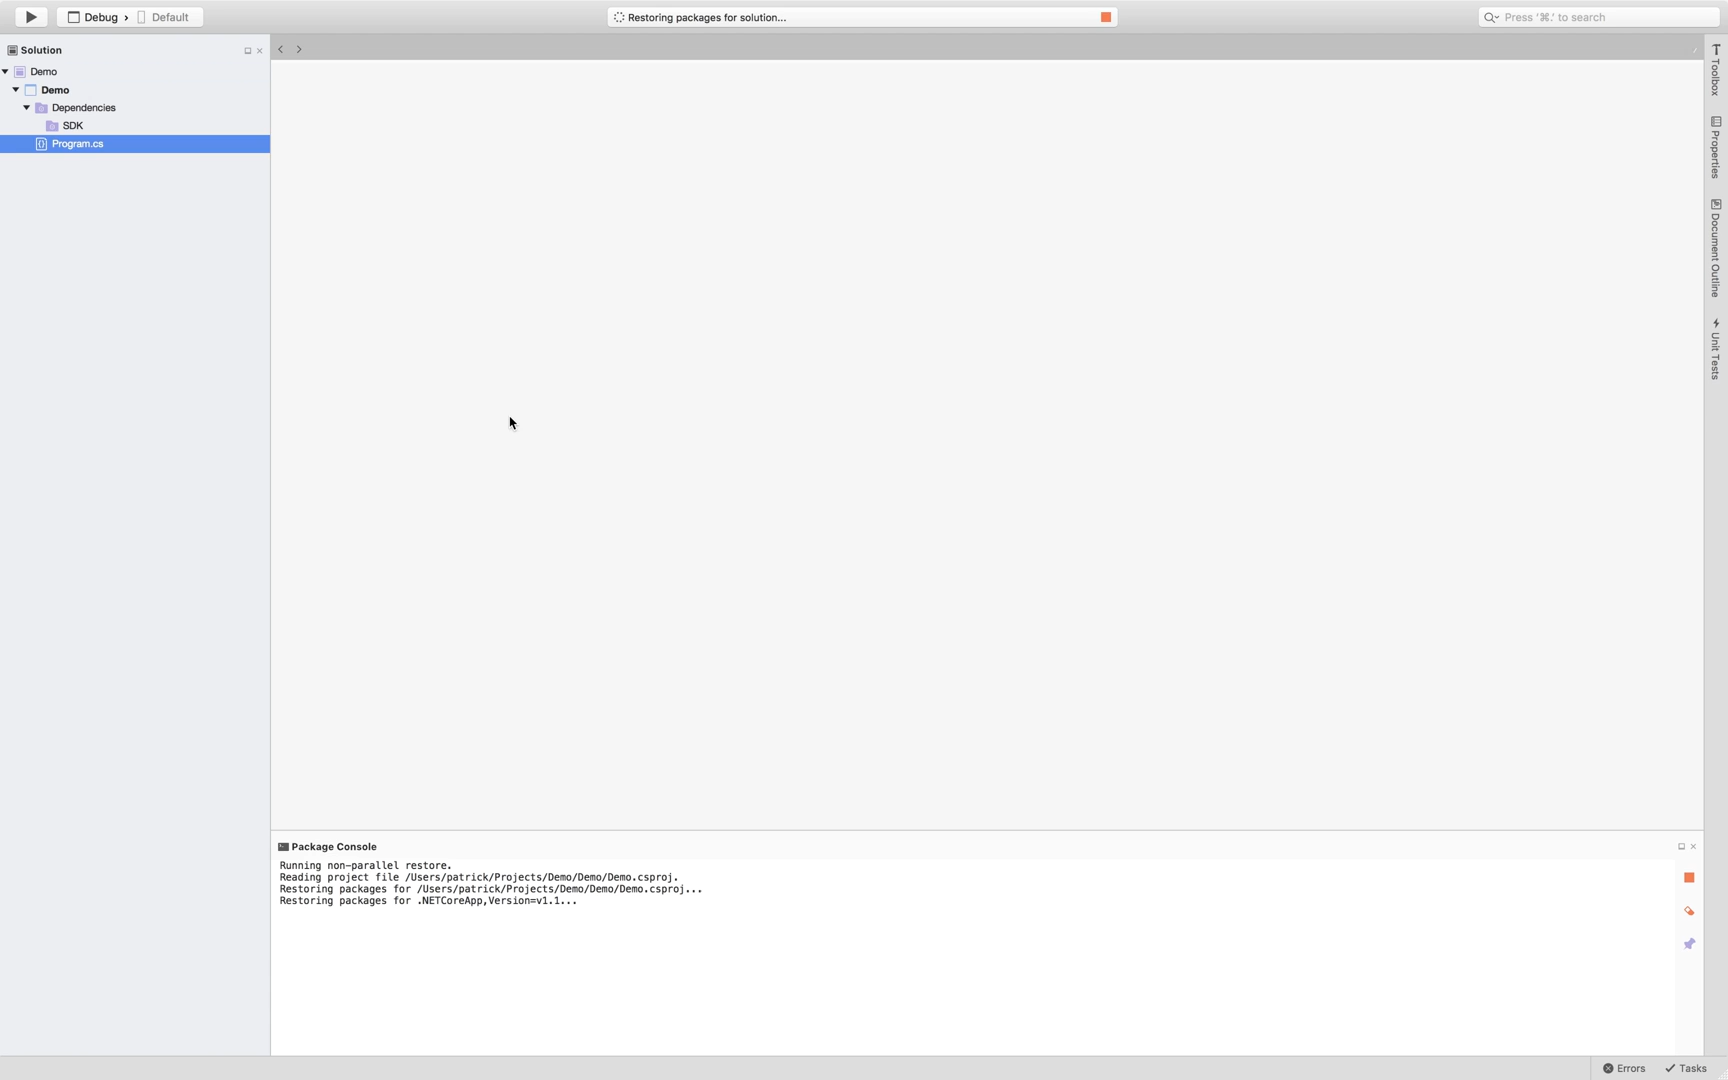 Debug › Default
Restoring packages for solution...
Press '⌘.' to search
Solution
Demo
Demo
Dependencies
SDK
Program.cs
Toolbox
Properties
Document Outline
Unit Tests
Package Console
Running non-parallel restore.
Reading project file /Users/patrick/Projects/Demo/Demo/Demo.csproj.
Restoring packages for /Users/patrick/Projects/Demo/Demo/Demo.csproj...
Restoring packages for .NETCoreApp,Version=v1.1...
Errors
Tasks